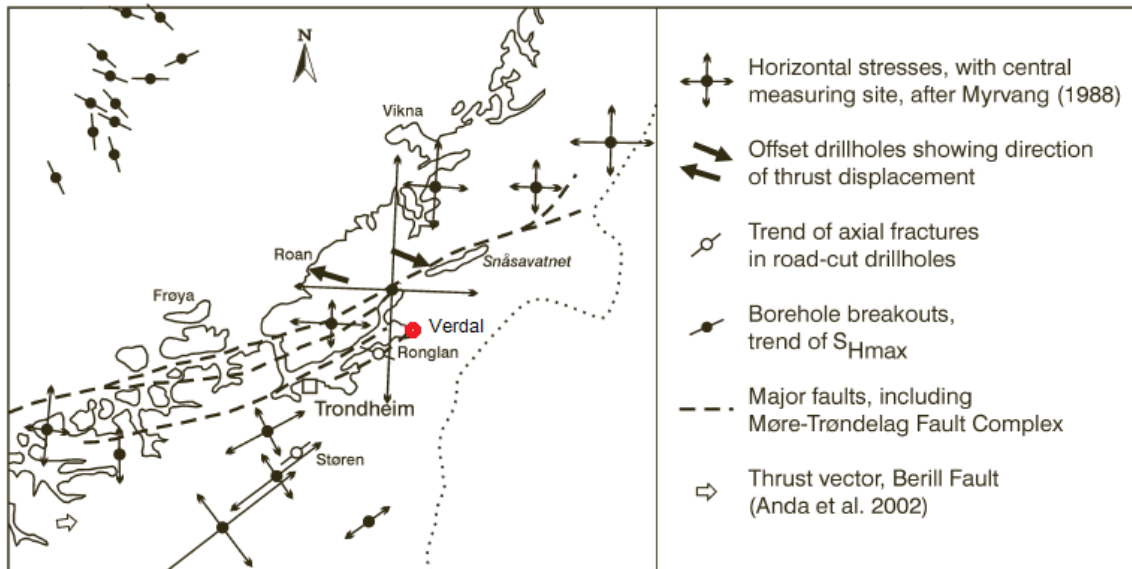 N
Vikna
Roan
Snåsavatnet
Frøya
Verdal
Ronglan
Trondheim
Støren
Horizontal stresses, with central
measuring site, after Myrvang (1988)
Offset drillholes showing direction
of thrust displacement
Trend of axial fractures
in road-cut drillholes
Borehole breakouts,
trend of SHmax
Major faults, including
Møre-Trøndelag Fault Complex
Thrust vector, Berill Fault
(Anda et al. 2002)